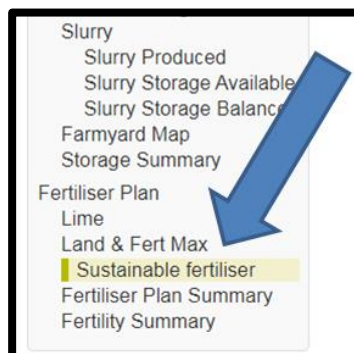 Slurry
Slurry Produced
Slurry Storage Available
Slurry Storage Balance
Farmyard Map
Storage Summary
Fertiliser Plan
Lime
Land & Fert Max
Sustainable fertiliser
Fertiliser Plan Summary
Fertility Summary